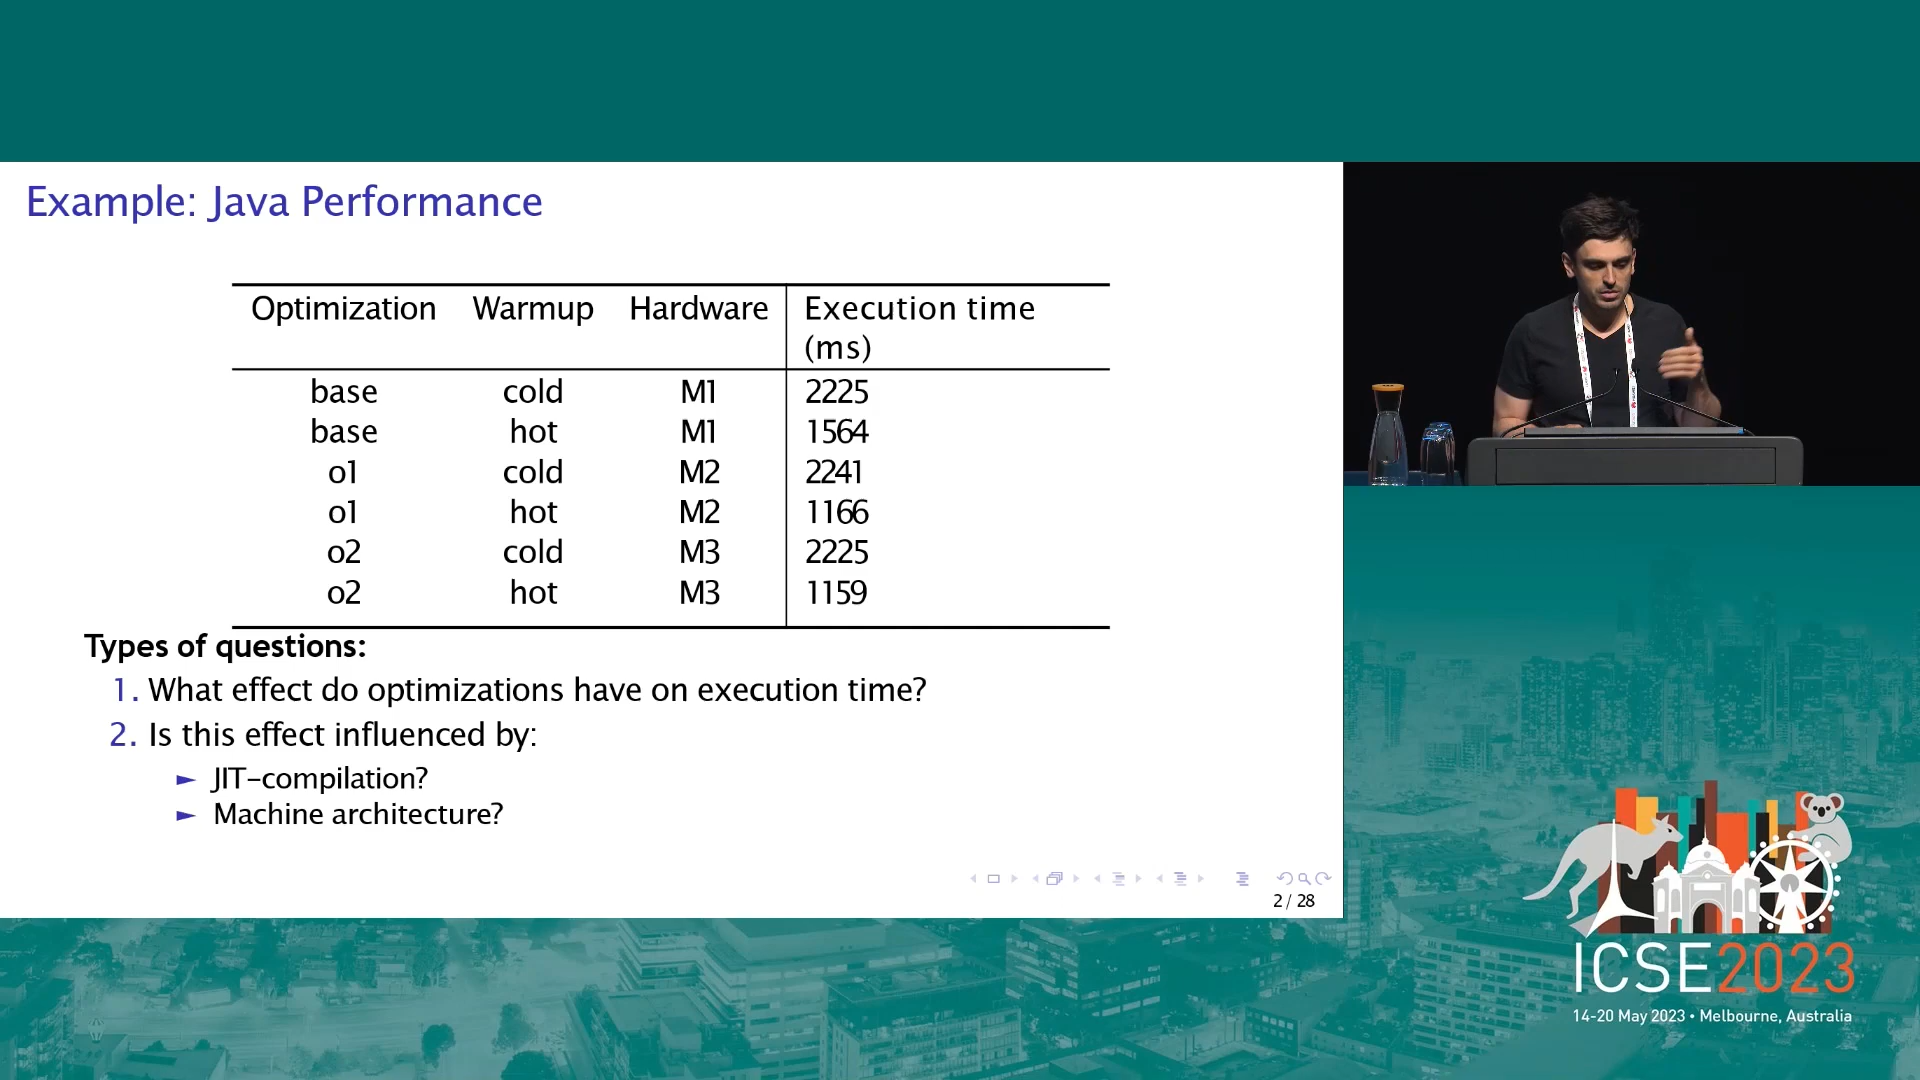 Example: Java Performance
Optimization Warmup Hardware Execution time (ms)
base cold M1 2225
base hot M1 1564
o1 cold M2 2241
o1 hot M2 1166
o2 cold M3 2225
o2 hot M3 1159
Types of questions:
1. What effect do optimizations have on execution time?
2. Is this effect influenced by:
► JIT-compilation?
► Machine architecture?
2 / 28
ICSE2023
14-20 May 2023 • Melbourne, Australia